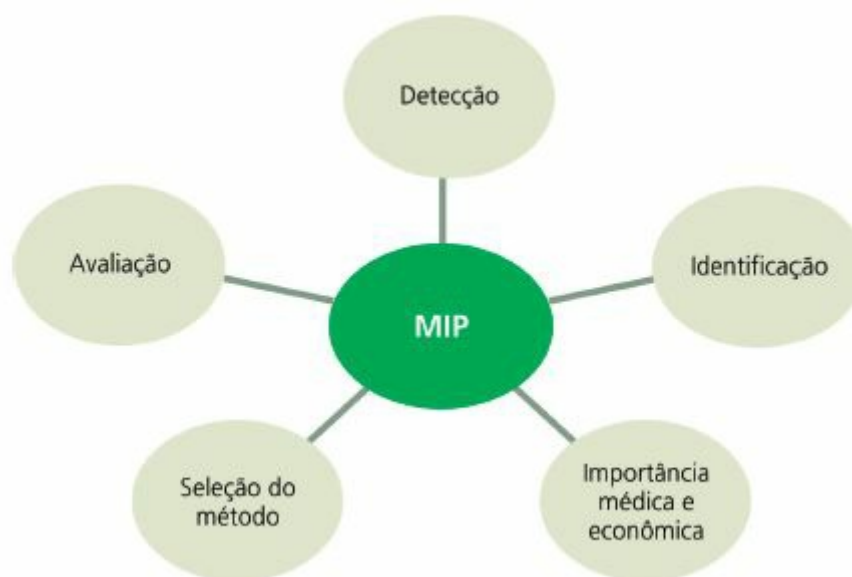 Detecção
Avaliação
Identificação
MIP
Seleção do
método
Importância
médica e
econômica